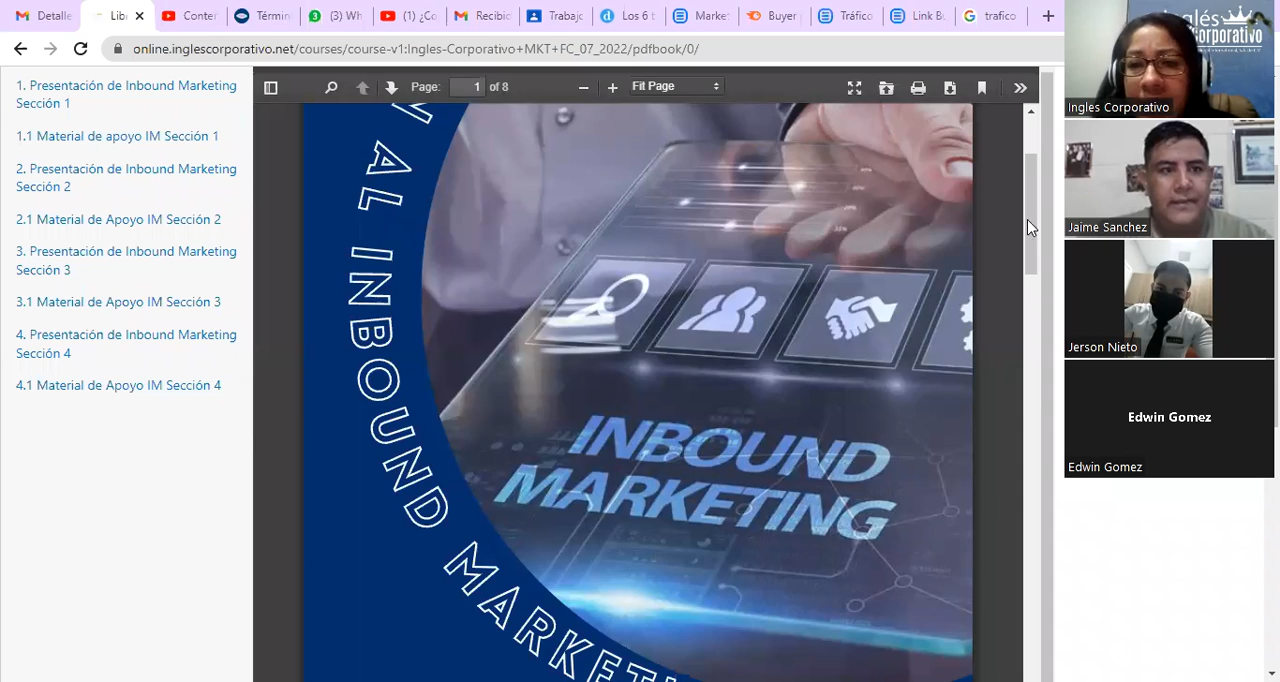 Detalle
Libr
Conter
Términ
(3) Wh
(1) ¿Co
Recibid
Trabajo
Los 6 t
Market
Buyer
Tráfico
Link Bu
trafico
online.inglescorporativo.net/courses/course-v1:Ingles-Corporativo+MKT+FC_07_2022/pdfbook/0/
1. Presentación de Inbound Marketing
Sección 1
1.1 Material de apoyo IM Sección 1
2. Presentación de Inbound Marketing
Sección 2
2.1 Material de Apoyo IM Sección 2
3. Presentación de Inbound Marketing
Sección 3
3.1 Material de Apoyo IM Sección 3
4. Presentación de Inbound Marketing
Sección 4
4.1 Material de Apoyo IM Sección 4
Page: 1 of 8
Fit Page
AL INBOUND MARKETI
INBOUND
MARKETING
inglés
corporativo
Ingles Corporativo
Jaime Sanchez
Jerson Nieto
Edwin Gomez
Edwin Gomez